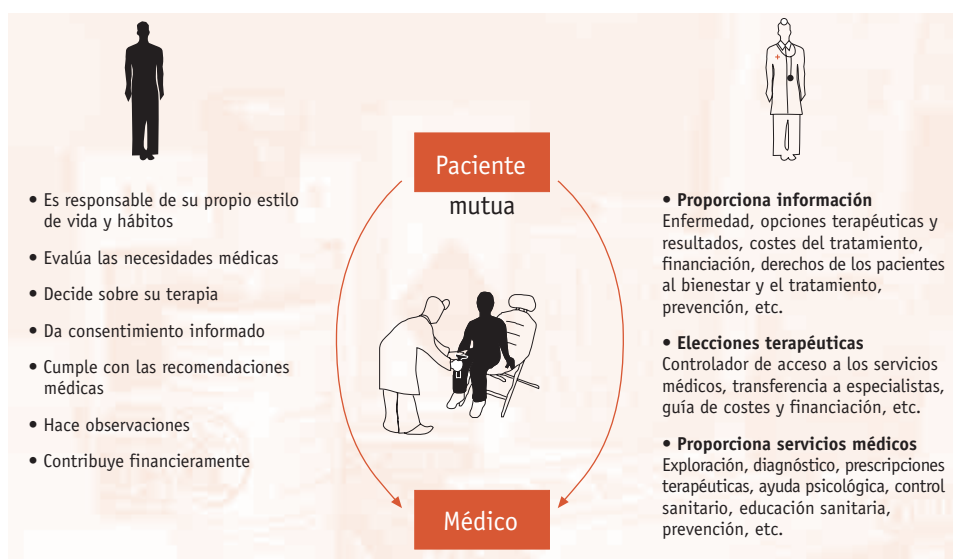 Paciente
mutua
Médico
• Es responsable de su propio estilo
de vida y hábitos
• Evalúa las necesidades médicas
• Decide sobre su terapia
• Da consentimiento informado
• Cumple con las recomendaciones
médicas
• Hace observaciones
• Contribuye financieramente
• Proporciona información
Enfermedad, opciones terapéuticas y
resultados, costes del tratamiento,
financiación, derechos de los pacientes
al bienestar y el tratamiento,
prevención, etc.
• Elecciones terapéuticas
Controlador de acceso a los servicios
médicos, transferencia a especialistas,
guía de costes y financiación, etc.
• Proporciona servicios médicos
Exploración, diagnóstico, prescripciones
terapéuticas, ayuda psicológica, control
sanitario, educación sanitaria,
prevención, etc.